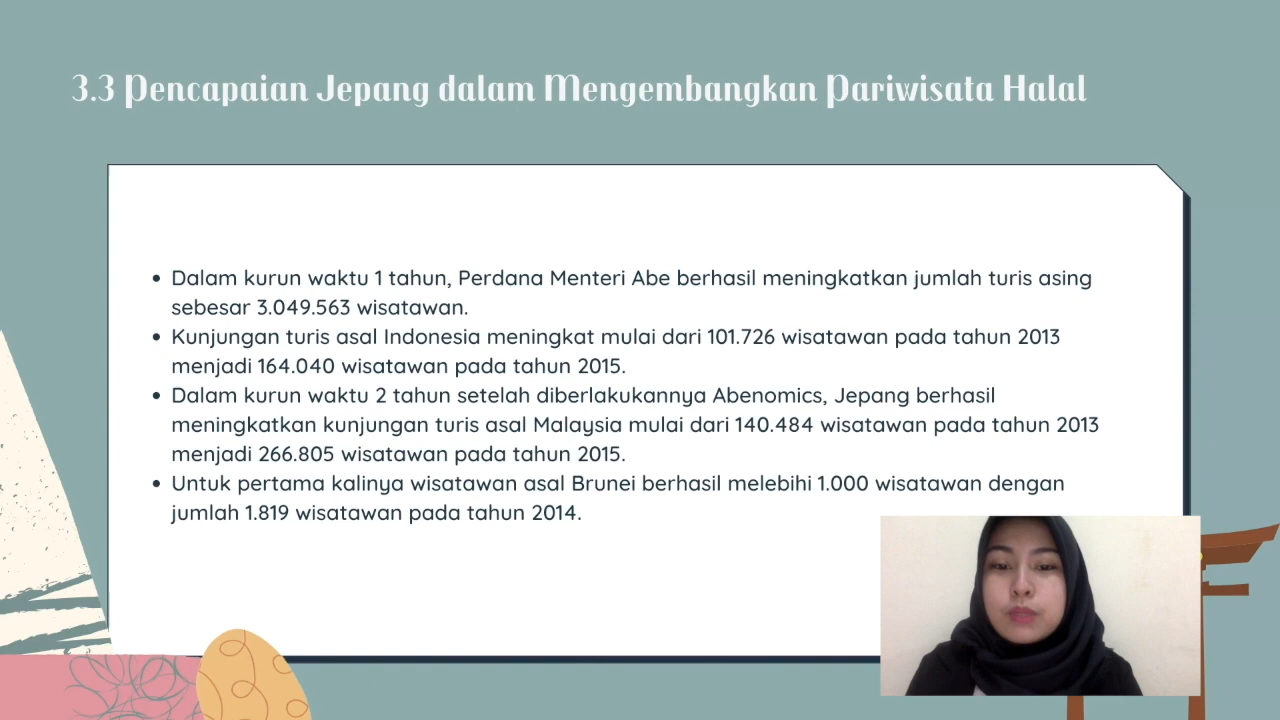 3.3 Pencapaian Jepang dalam Mengembangkan Pariwisata Halal
• Dalam kurun waktu 1 tahun, Perdana Menteri Abe berhasil meningkatkan jumlah turis asing
sebesar 3.049.563 wisatawan.
• Kunjungan turis asal Indonesia meningkat mulai dari 101.726 wisatawan pada tahun 2013
menjadi 164.040 wisatawan pada tahun 2015.
• Dalam kurun waktu 2 tahun setelah diberlakukannya Abenomics, Jepang berhasil
meningkatkan kunjungan turis asal Malaysia mulai dari 140.484 wisatawan pada tahun 2013
menjadi 266.805 wisatawan pada tahun 2015.
• Untuk pertama kalinya wisatawan asal Brunei berhasil melebihi 1.000 wisatawan dengan
jumlah 1.819 wisatawan pada tahun 2014.